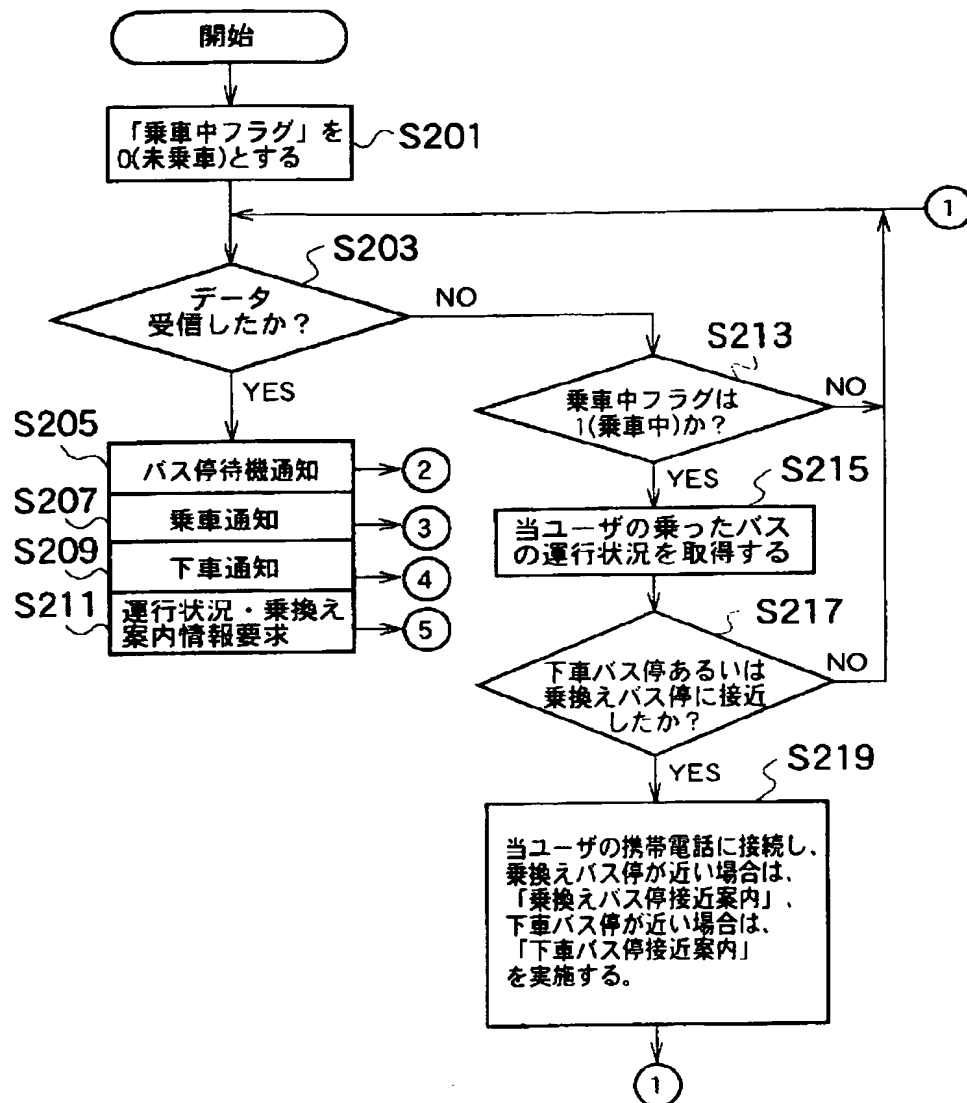 開始
「乗車中フラグ」を
0(未乗車)とする
S201
1
S203
データ
受信したか？
NO
YES
S205
バス停待機通知
2
S207
乗車通知
3
S209
下車通知
4
S211
運行状況・乗換え
案内情報要求
5
S213
乗車中フラグは
1(乗車中)か？
NO
YES
S215
当ユーザの乗ったバス
の運行状況を取得する
S217
下車バス停あるいは
乗換えバス停に接近
したか？
NO
YES
S219
当ユーザの携帯電話に接続し、
乗換えバス停が近い場合は、
「乗換えバス停接近案内」、
下車バス停が近い場合は、
「下車バス停接近案内」
を実施する。
1